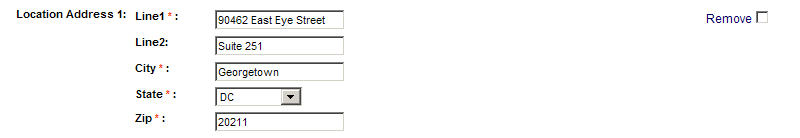 Location Address 1: Line1 * : 90462 East Eye Street Remove
Line2: Suite 251
City * : Georgetown
State * : DC
Zip * : 20211